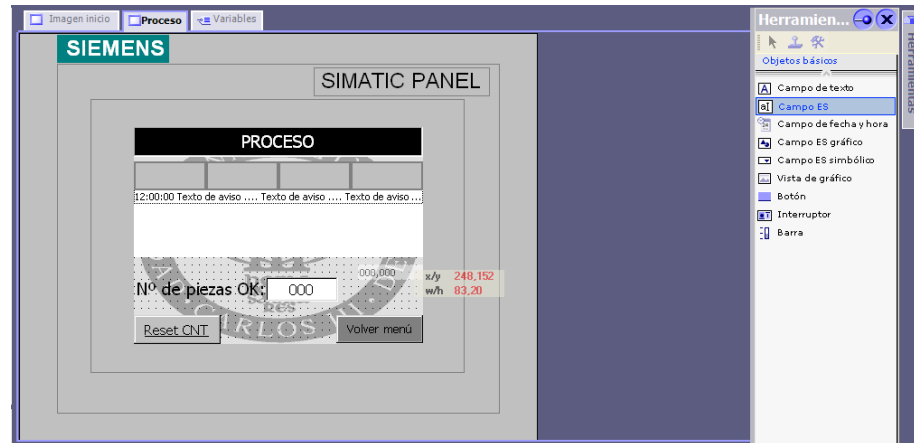 Imagen inicio
Proceso
Variables
Herramien...
SIEMENS
SIMATIC PANEL
Objetos básicos
Campo de texto
Campo ES
Campo de fecha y hora
Campo ES gráfico
Campo ES simbólico
Vista de gráfico
Botón
Interruptor
Barra
Herramientas
PROCESO
12:00:00 Texto de aviso .... Texto de aviso .... Texto de aviso ...
000,000
x/y 248,152
w/h 83,20
Nº de piezas OK: 000
Reset CNT
Volver menú
CARLOS